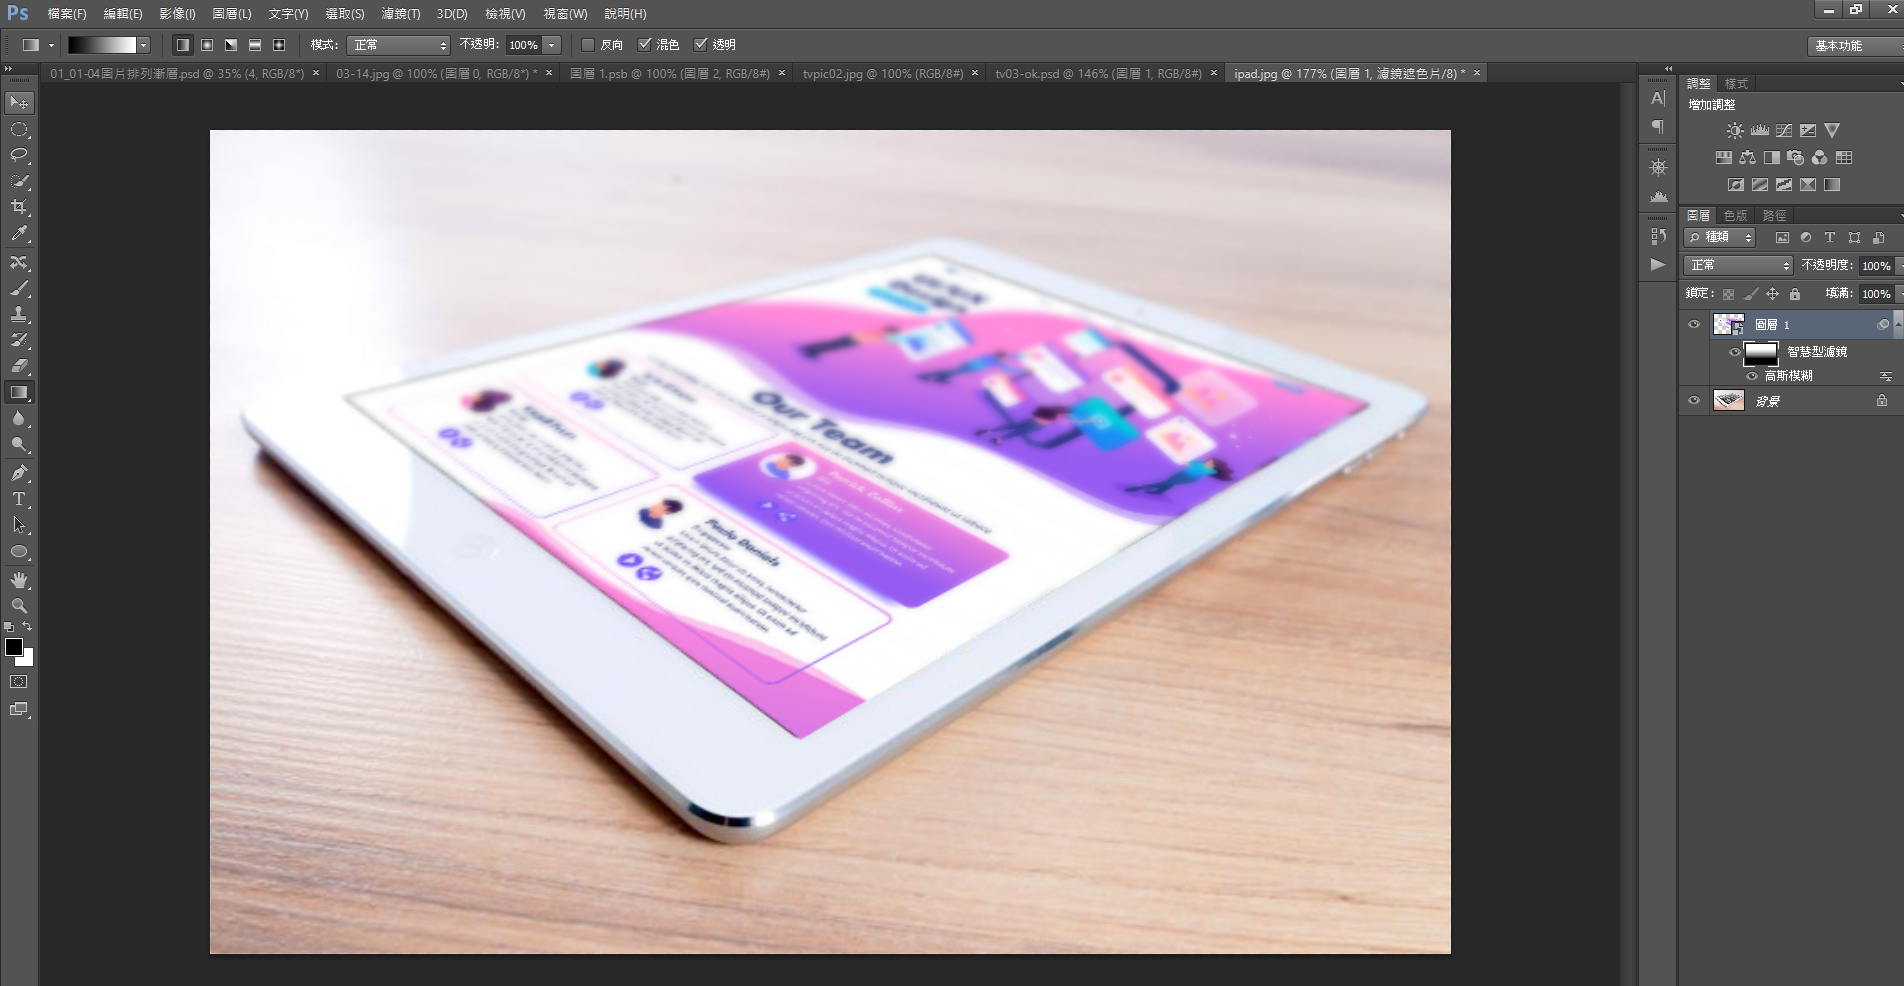 Ps 檔案(F) 編輯(E) 影像(I) 圖層(L) 文字(Y) 選取(S) 濾鏡(T) 3D(D) 檢視(V) 視窗(W) 說明(H)
模式: 正常 不透明: 100% 反向 混色 透明 基本功能
01_01-04圖片排列漸層.psd @ 35% (4, RGB/8*) × 03-14.jpg @ 100% (圖層 0, RGB/8*) * × 圖層 1.psb @ 100% (圖層 2, RGB/8#) × tvpic02.jpg @ 100% (RGB/8#) × tv03-ok.psd @ 146% (圖層 1, RGB/8#) × ipad.jpg @ 177% (圖層 1, 濾鏡遮色片/8) * ×
調整 樣式
增加調整
圖層 色版 路徑
種類
正常 不透明度: 100%
鎖定: 填滿: 100%
圖層 1
智慧型濾鏡
高斯模糊
背景
Our Team
Paula Daniels